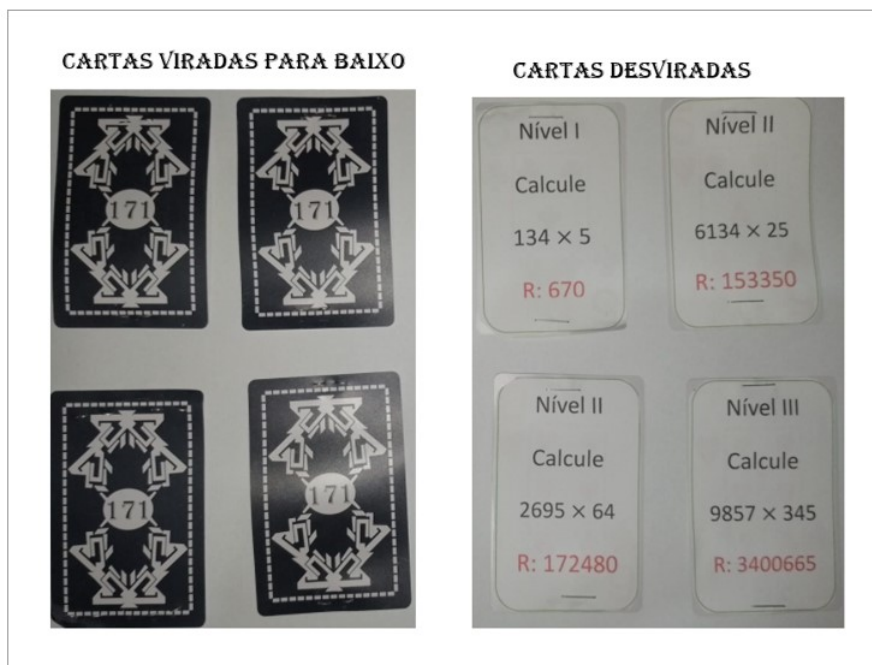 CARTAS VIRADAS PARA BAIXO
171
171
171
171
CARTAS DESVIRADAS
Nível I
Calcule
134 × 5
R: 670
Nível II
Calcule
6134 × 25
R: 153350
Nível II
Calcule
2695 × 64
R: 172480
Nível III
Calcule
9857 × 345
R: 3400665